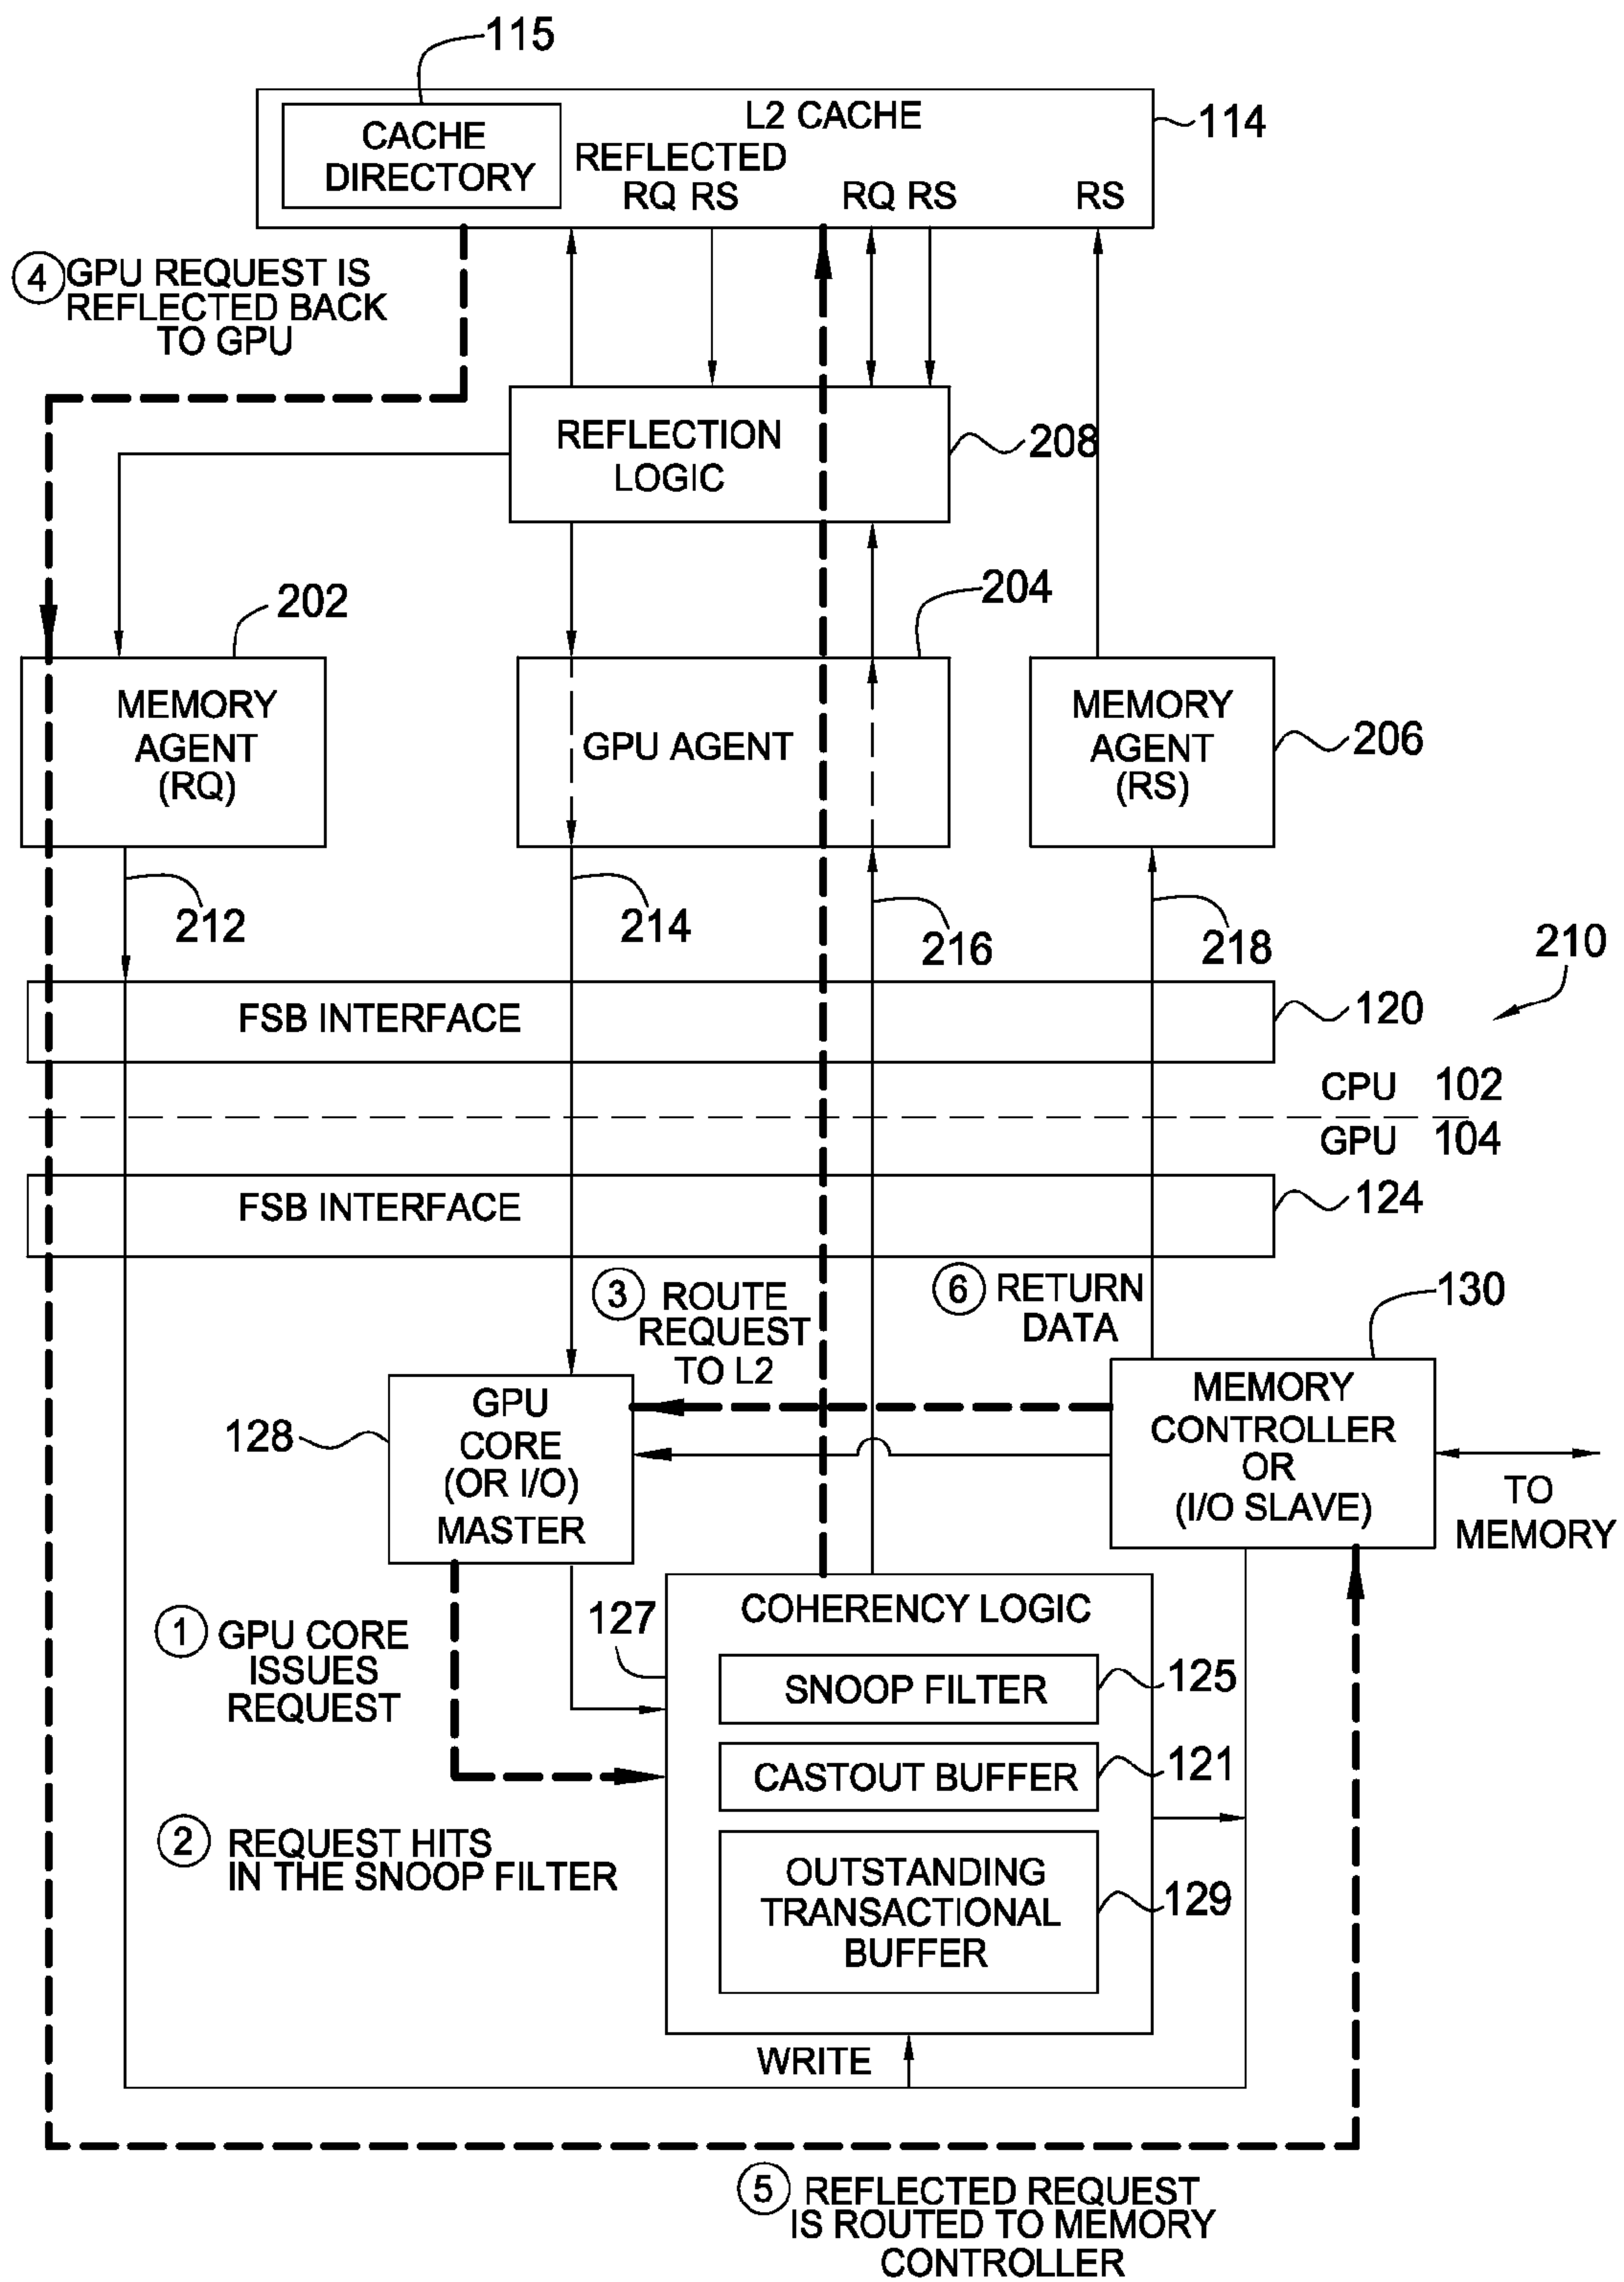 115
L2 CACHE
114
CACHE
DIRECTORY
REFLECTED
RQ RS
RQ RS
RS
4 GPU REQUEST IS
REFLECTED BACK
TO GPU
REFLECTION
LOGIC
208
202
204
MEMORY
AGENT
(RQ)
GPU AGENT
MEMORY
AGENT
(RS)
206
212
214
216
218
210
FSB INTERFACE
120
CPU 102
GPU 104
FSB INTERFACE
124
3 ROUTE
REQUEST
TO L2
6 RETURN
DATA
130
128
GPU
CORE
(OR I/O)
MASTER
MEMORY
CONTROLLER
OR
(I/O SLAVE)
TO
MEMORY
1 GPU CORE
ISSUES
REQUEST
127
COHERENCY LOGIC
SNOOP FILTER
125
CASTOUT BUFFER
121
2 REQUEST HITS
IN THE SNOOP FILTER
OUTSTANDING
TRANSACTIONAL
BUFFER
129
WRITE
5 REFLECTED REQUEST
IS ROUTED TO MEMORY
CONTROLLER